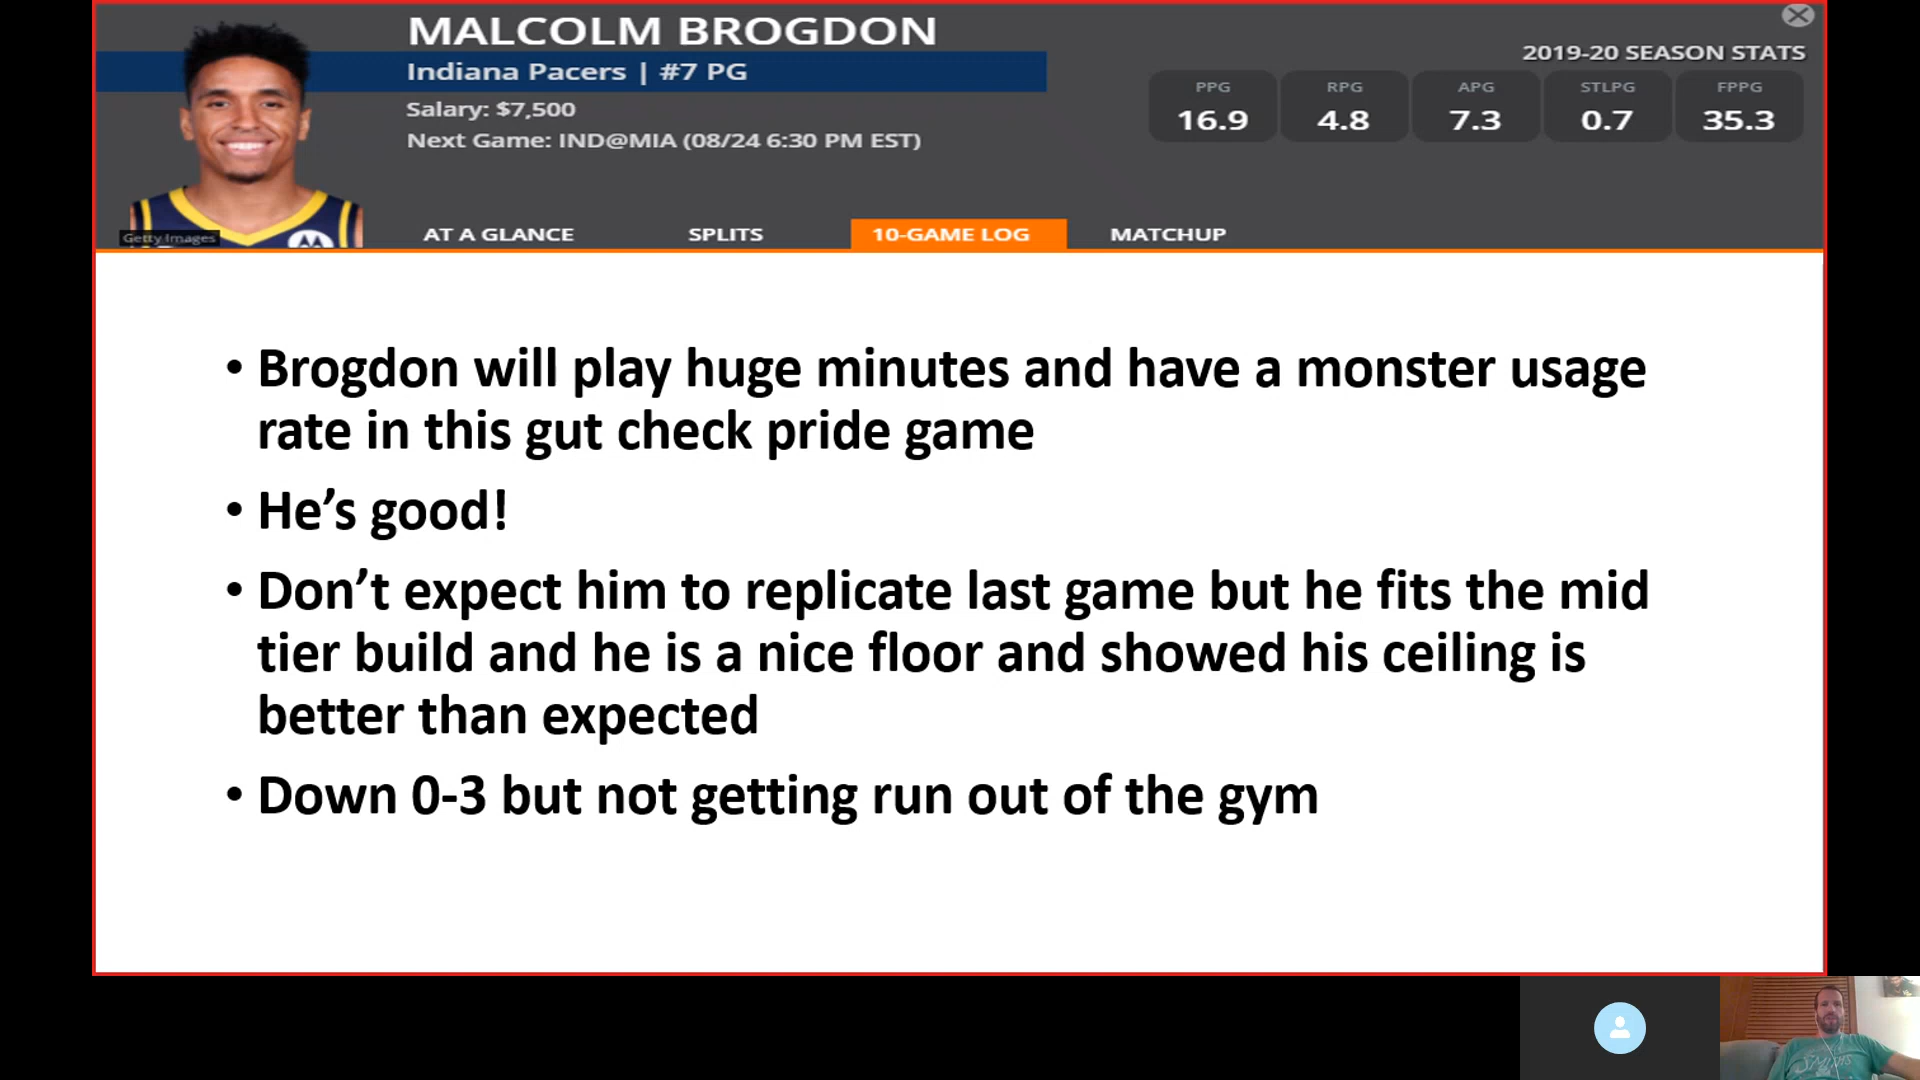 MALCOLM BROGDON
Indiana Pacers | #7 PG
Salary: $7,500
Next Game: IND@MIA (08/24 6:30 PM EST)
2019-20 SEASON STATS
PPG RPG APG STLPG FPPG
16.9 4.8 7.3 0.7 35.3
Getty Images
AT A GLANCE SPLITS 10-GAME LOG MATCHUP
• Brogdon will play huge minutes and have a monster usage
rate in this gut check pride game
• He’s good!
• Don’t expect him to replicate last game but he fits the mid
tier build and he is a nice floor and showed his ceiling is
better than expected
• Down 0-3 but not getting run out of the gym